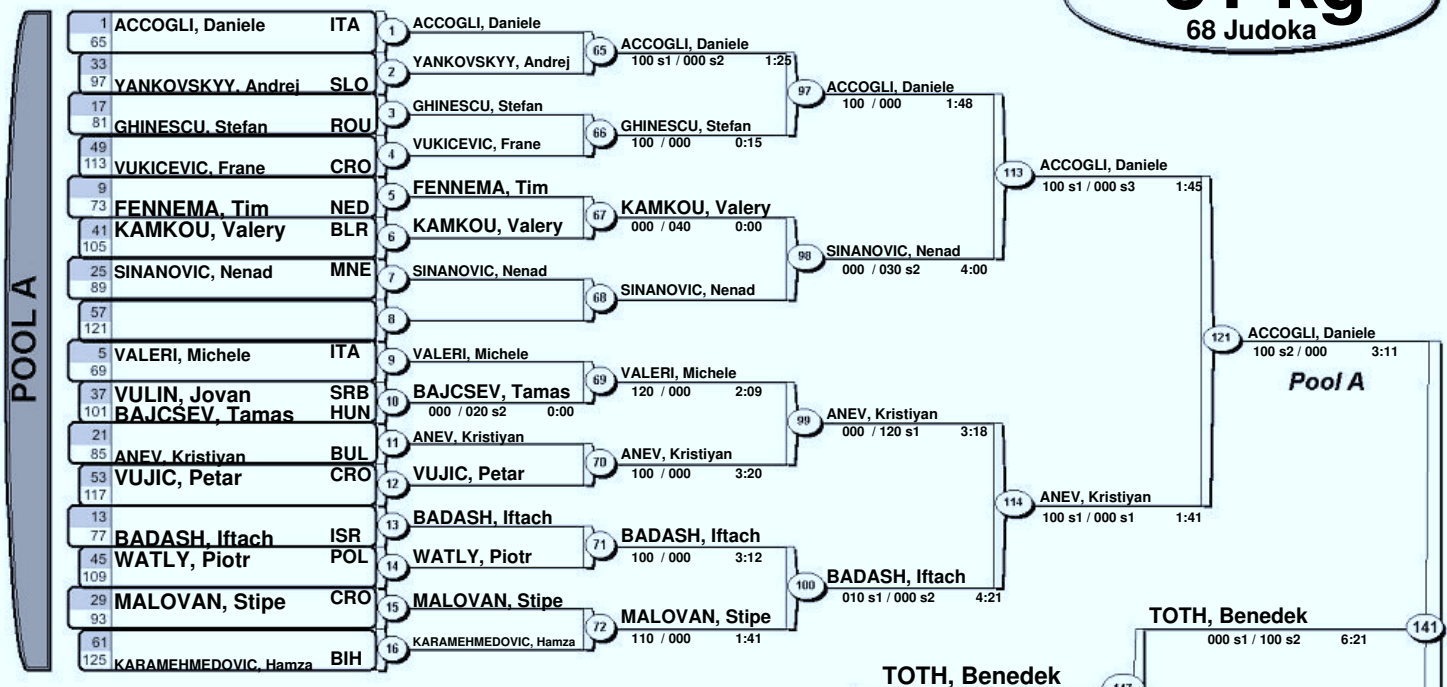 68 Judoka
POOL A
1 ACCOGLI, Daniele ITA
65
33
97 YANKOVSKYY, Andrej SLO
17
81 GHINESCU, Stefan ROU
49
113 VUKICEVIC, Frane CRO
9
73 FENNEMA, Tim NED
41 KAMKOU, Valery BLR
105
25 SINANOVIC, Nenad MNE
89
57
121
5 VALERI, Michele ITA
69
37 VULIN, Jovan SRB
101 BAJCSEV, Tamas HUN
21
85 ANEV, Kristiyan BUL
53 VUJIC, Petar CRO
117
13
77 BADASH, Iftach ISR
45 WATLY, Piotr POL
109
29 MALOVAN, Stipe CRO
93
61
125 KARAMEHMEDOVIC, Hamza BIH
1 ACCOGLI, Daniele
2 YANKOVSKYY, Andrej
3 GHINESCU, Stefan
4 VUKICEVIC, Frane
5 FENNEMA, Tim
6 KAMKOU, Valery
7 SINANOVIC, Nenad
8
9 VALERI, Michele
10 BAJCSEV, Tamas
000 / 020 s2 0:00
11 ANEV, Kristiyan
12 VUJIC, Petar
13 BADASH, Iftach
14 WATLY, Piotr
15 MALOVAN, Stipe
16 KARAMEHMEDOVIC, Hamza
65 ACCOGLI, Daniele
100 s1 / 000 s2 1:25
66 GHINESCU, Stefan
100 / 000 0:15
67 KAMKOU, Valery
000 / 040 0:00
68 SINANOVIC, Nenad
69 VALERI, Michele
120 / 000 2:09
70 ANEV, Kristiyan
100 / 000 3:20
71 BADASH, Iftach
100 / 000 3:12
72 MALOVAN, Stipe
110 / 000 1:41
97 ACCOGLI, Daniele
100 / 000 1:48
98 SINANOVIC, Nenad
000 / 030 s2 4:00
99 ANEV, Kristiyan
000 / 120 s1 3:18
100 BADASH, Iftach
010 s1 / 000 s2 4:21
113 ACCOGLI, Daniele
100 s1 / 000 s3 1:45
114 ANEV, Kristiyan
100 s1 / 000 s1 1:41
121 ACCOGLI, Daniele
100 s2 / 000 3:11
Pool A
TOTH, Benedek 141
000 s1 / 100 s2 6:21
TOTH, Benedek